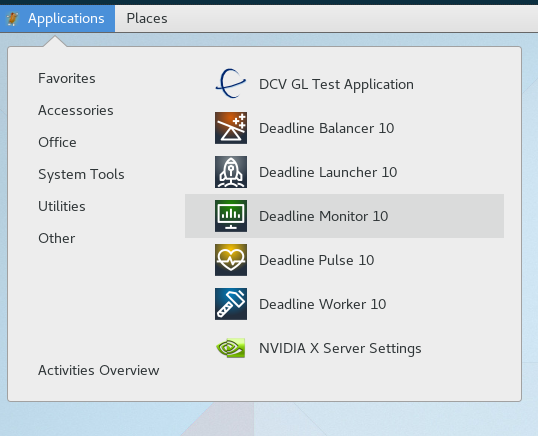 Applications Places
Favorites
Accessories
Office
System Tools
Utilities
Other
Activities Overview
DCV GL Test Application
Deadline Balancer 10
Deadline Launcher 10
Deadline Monitor 10
Deadline Pulse 10
Deadline Worker 10
NVIDIA X Server Settings